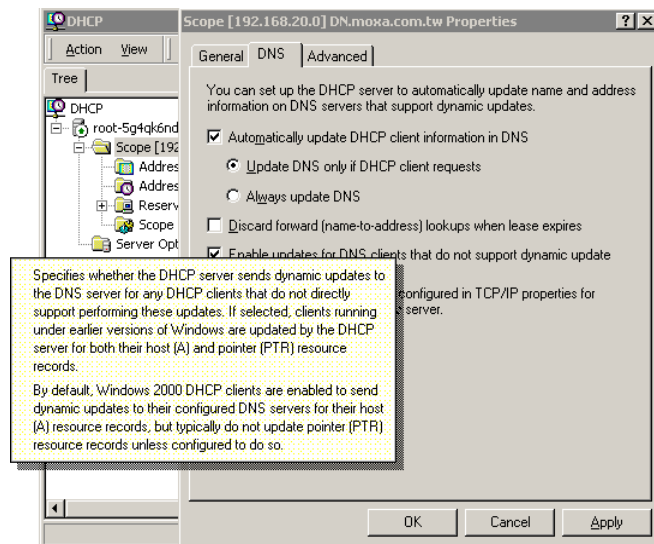 DHCP
Action View
Tree
DHCP
root-5g4qk6nd
Scope [192
Addres
Addres
Reserv
Scope
Server Opt
Scope [192.168.20.0] DN.moxa.com.tw Properties
General DNS Advanced
You can set up the DHCP server to automatically update name and address
information on DNS servers that support dynamic updates.
Automatically update DHCP client information in DNS
Update DNS only if DHCP client requests
Always update DNS
Discard forward (name-to-address) lookups when lease expires
Enable updates for DNS clients that do not support dynamic update
configured in TCP/IP properties for
server.
Specifies whether the DHCP server sends dynamic updates to
the DNS server for any DHCP clients that do not directly
support performing these updates. If selected, clients running
under earlier versions of Windows are updated by the DHCP
server for both their host (A) and pointer (PTR) resource
records.
By default, Windows 2000 DHCP clients are enabled to send
dynamic updates to their configured DNS servers for their host
(A) resource records, but typically do not update pointer (PTR)
resource records unless configured to do so.
OK Cancel Apply